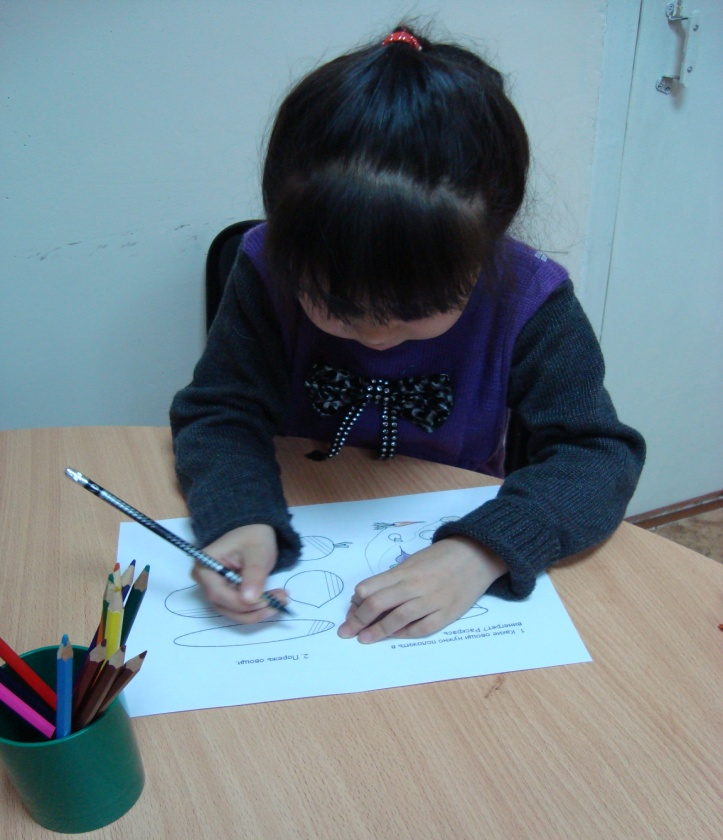 1. Какие овощи нужно положить в
винегрет? Раскрась.
2. Порежь овощи.